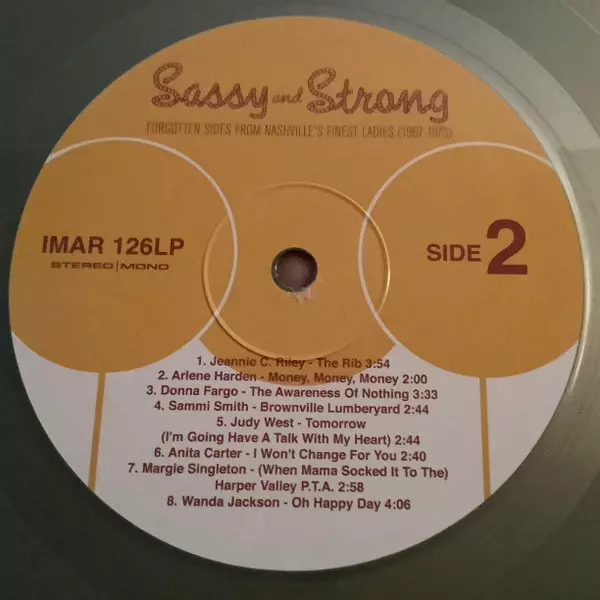 Sassy and Strong
FORGOTTEN SIDES FROM NASHVILLE'S FINEST LADIES (1967-1973)
IMAR 126LP
STEREO|MONO
SIDE 2
1. Jeannie C. Riley - The Rib 3:54
2. Arlene Harden - Money, Money, Money 2:00
3. Donna Fargo - The Awareness Of Nothing 3:33
4. Sammi Smith - Brownville Lumberyard 2:44
5. Judy West - Tomorrow
(I'm Going Have A Talk With My Heart) 2:44
6. Anita Carter - I Won't Change For You 2:40
7. Margie Singleton - (When Mama Socked It To The)
Harper Valley P.T.A. 2:58
8. Wanda Jackson - Oh Happy Day 4:06